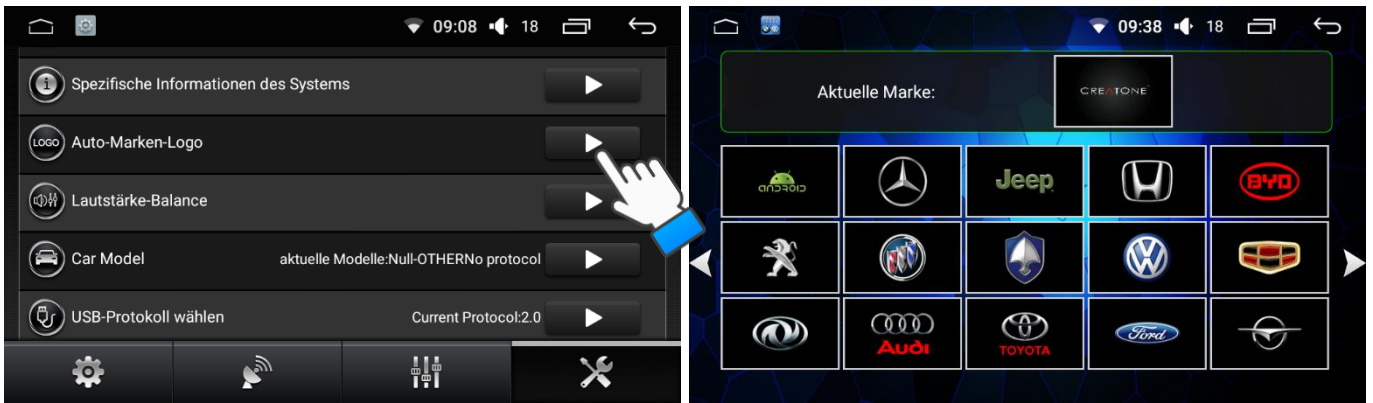 09:08 18
Spezifische Informationen des Systems
LOGO Auto-Marken-Logo
Lautstärke-Balance
Car Model aktuelle Modelle:Null-OTHERNo protocol
USB-Protokoll wählen Current Protocol:2.0
09:38 18
Aktuelle Marke: CREATONE
ANDROID Jeep BYD
Audi TOYOTA Ford